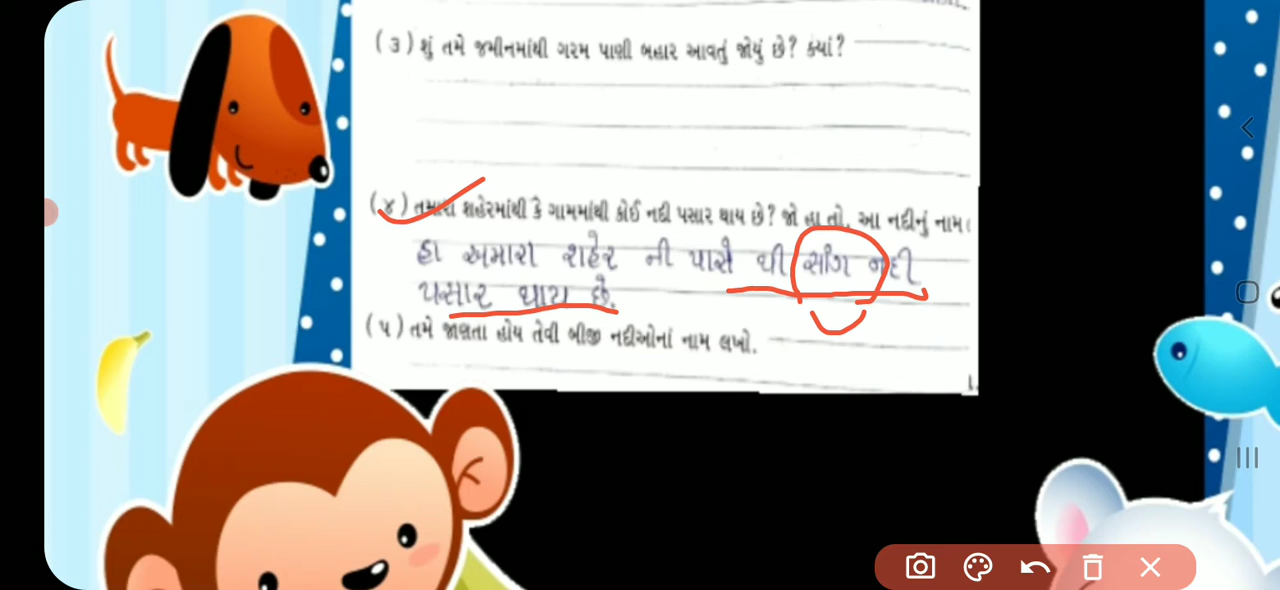 (૩) શું તમે જમીનમાંથી ગરમ પાણી બહાર આવતું જોયું છે? ક્યાં?
(૪) તમારા શહેરમાંથી કે ગામમાંથી કોઈ નદી પસાર થાય છે? જો હા તો, આ નદીનું નામ
હા અમારા શહેર ની પાસે થી સીંગ નદી
પસાર થાય છે.
(૫) તમે જાણતા હોય તેવી બીજી નદીઓનાં નામ લખો.